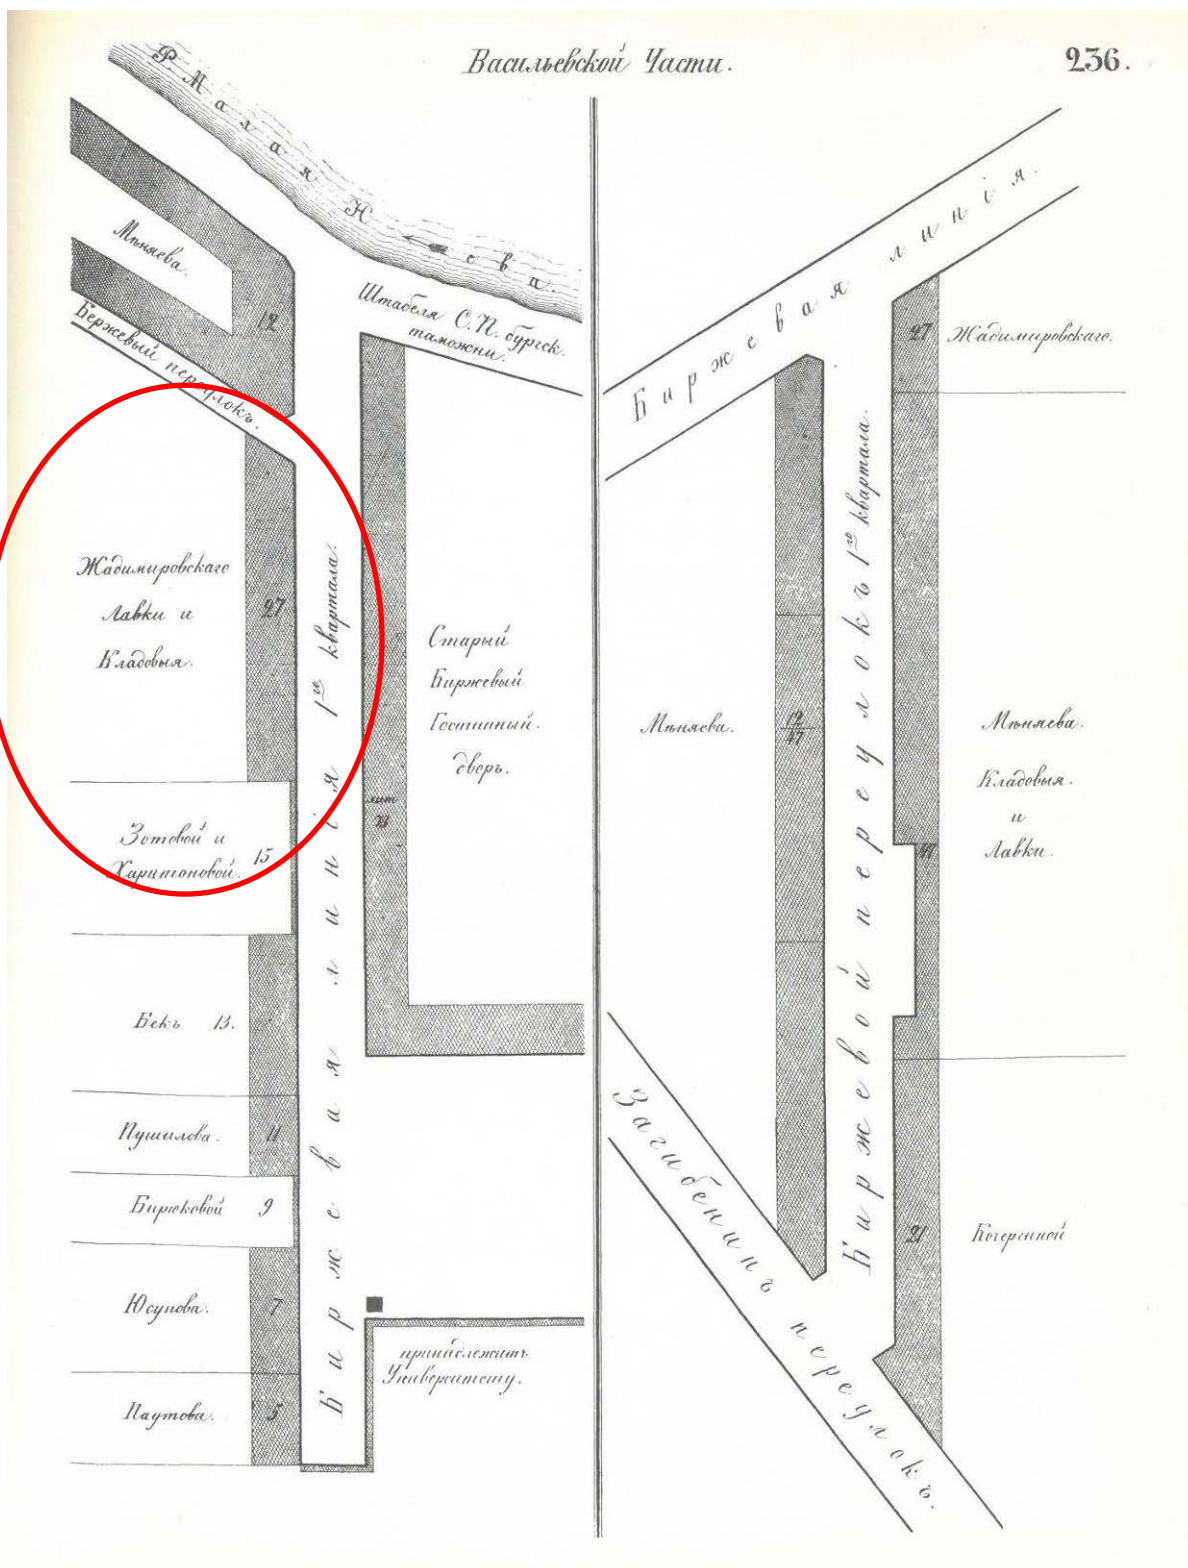 Васильевской Части.
236.
Р. Малая Нева.
Мѣняева.
12
Бержевый переулокъ.
Штабеля С. П. бургск.
таможни.
Жадимировскаго
Лавки и
Кладовыя.
27
Биржевая линія 1го квартала.
Старый
Биржевый
Гостинный
дворъ.
лит
Зотовой и
Харитоновой.
15
Бекъ 13.
Пушилова.
11
Бирюковой
9
Юсупова.
7
Паутова.
5
принадлежитъ
Университету.
Биржевая линія.
27
Жадимировскаго.
Биржевой переулокъ 1го квартала.
Мѣняева.
12
17
Мѣняева.
Кладовыя.
и
Лавки.
Загибенинъ переулокъ.
21
Кочергиной